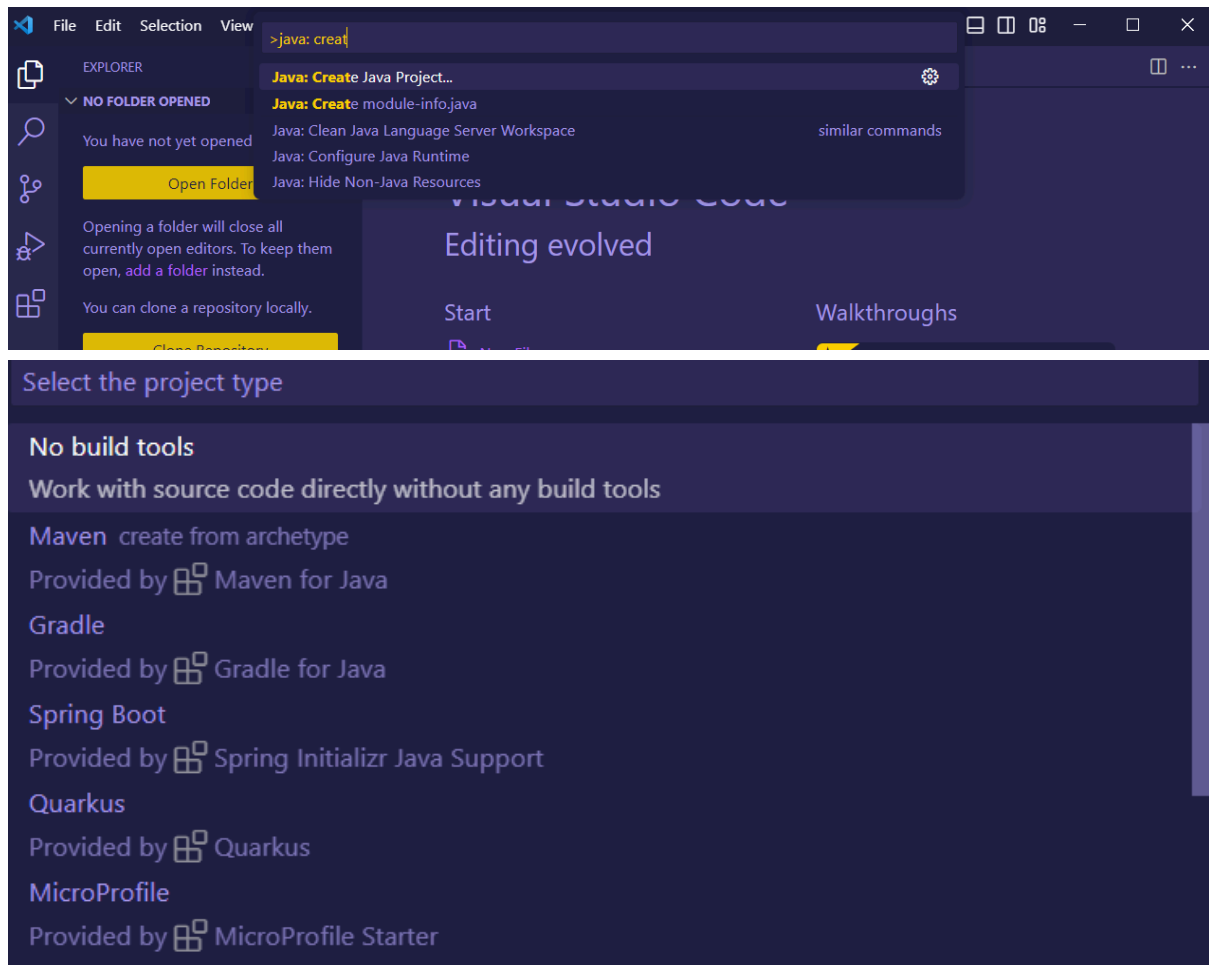 File Edit Selection View
>java: creat
EXPLORER
Java: Create Java Project...
NO FOLDER OPENED
Java: Create module-info.java
You have not yet opened
Java: Clean Java Language Server Workspace similar commands
Java: Configure Java Runtime
Open Folder
Java: Hide Non-Java Resources
Visual Studio Code
Opening a folder will close all
currently open editors. To keep them
open, add a folder instead.
Editing evolved
You can clone a repository locally.
Start
Walkthroughs
Clone Repository
Select the project type
No build tools
Work with source code directly without any build tools
Maven create from archetype
Provided by Maven for Java
Gradle
Provided by Gradle for Java
Spring Boot
Provided by Spring Initializr Java Support
Quarkus
Provided by Quarkus
MicroProfile
Provided by MicroProfile Starter